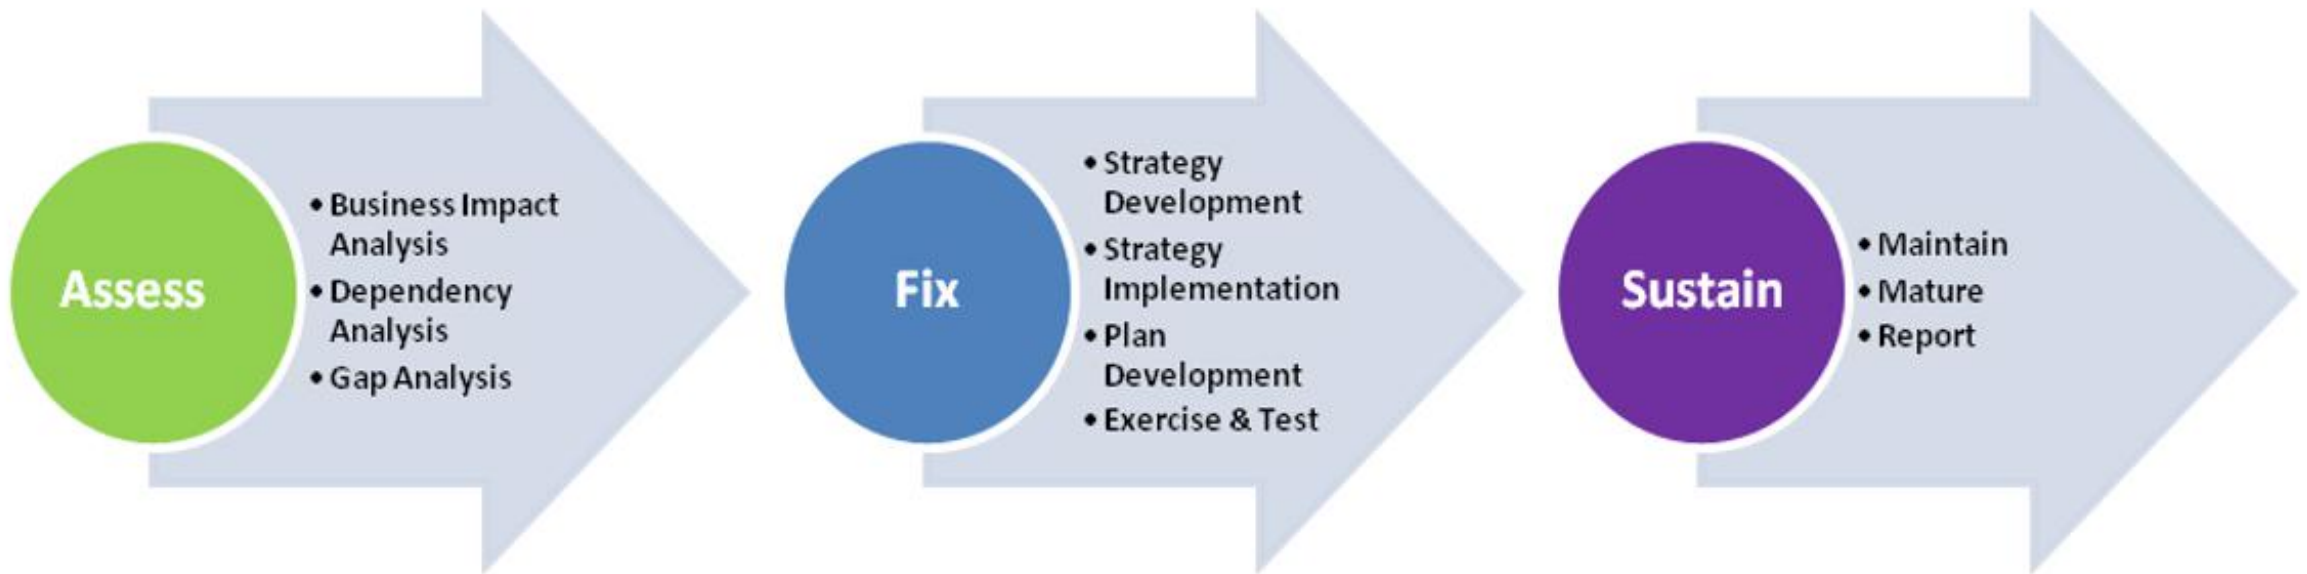 Assess
• Business Impact
Analysis
• Dependency
Analysis
• Gap Analysis
Fix
• Strategy
Development
• Strategy
Implementation
• Plan
Development
• Exercise & Test
Sustain
• Maintain
• Mature
• Report